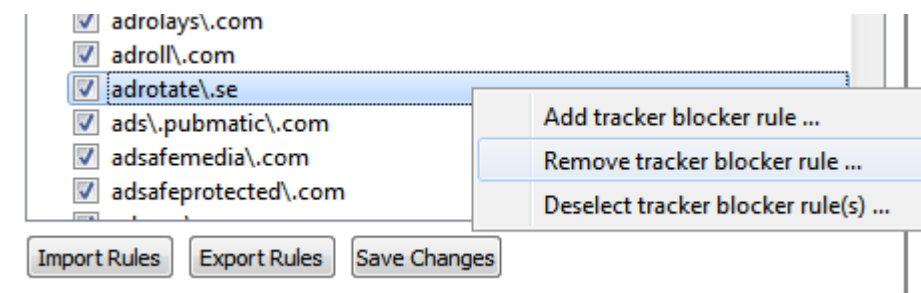 adrolays\.com
adroll\.com
adrotate\.se
ads\.pubmatic\.com
adsafemedia\.com
adsafeprotected\.com
Add tracker blocker rule ...
Remove tracker blocker rule ...
Deselect tracker blocker rule(s) ...
Import Rules
Export Rules
Save Changes